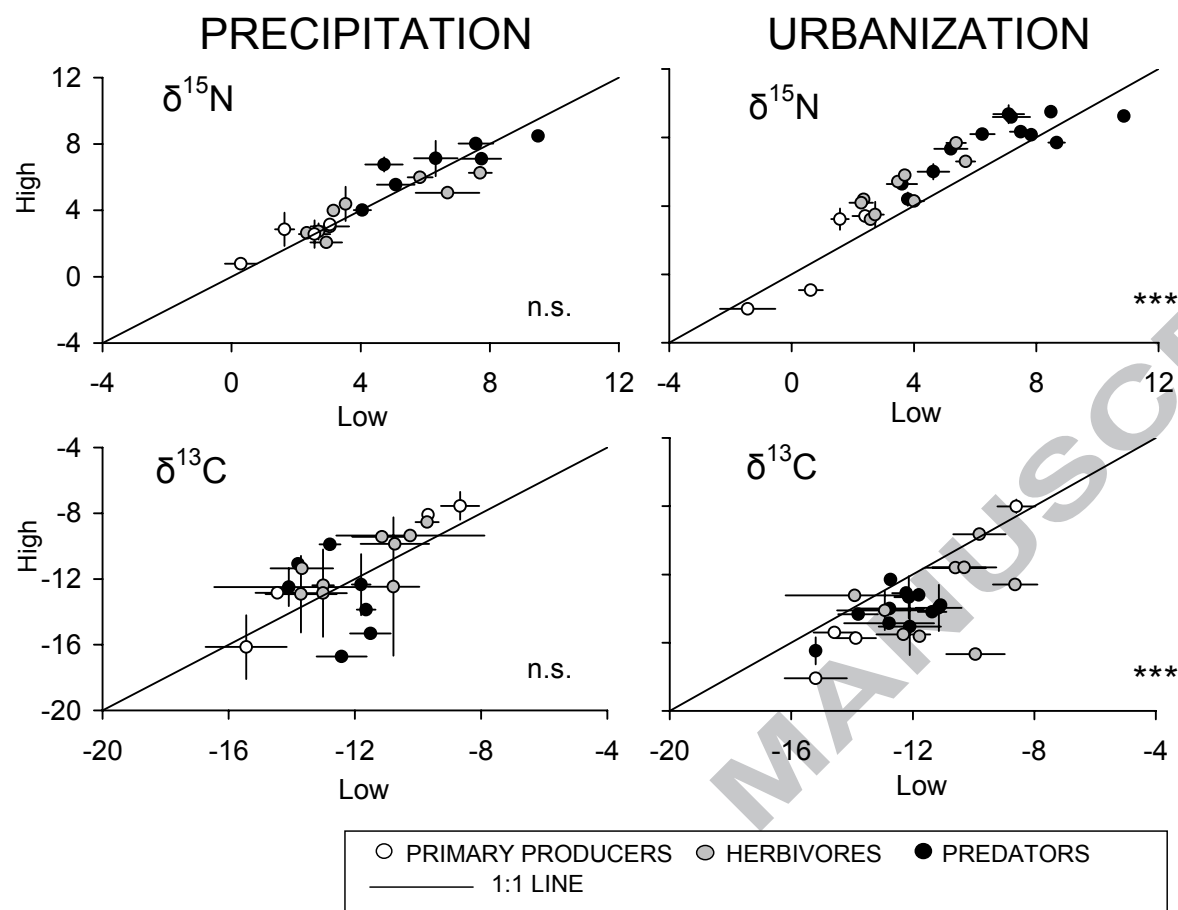 PRECIPITATION URBANIZATION
12 δ15N δ15N
8
High 4
0
n.s. ***
-4
-4 0 4 8 12 -4 0 4 8 12
Low Low
-4 δ13C δ13C
-8
High -12
-16
n.s. ***
-20
-20 -16 -12 -8 -4 -20 -16 -12 -8 -4
Low Low
PRIMARY PRODUCERS HERBIVORES PREDATORS
1:1 LINE